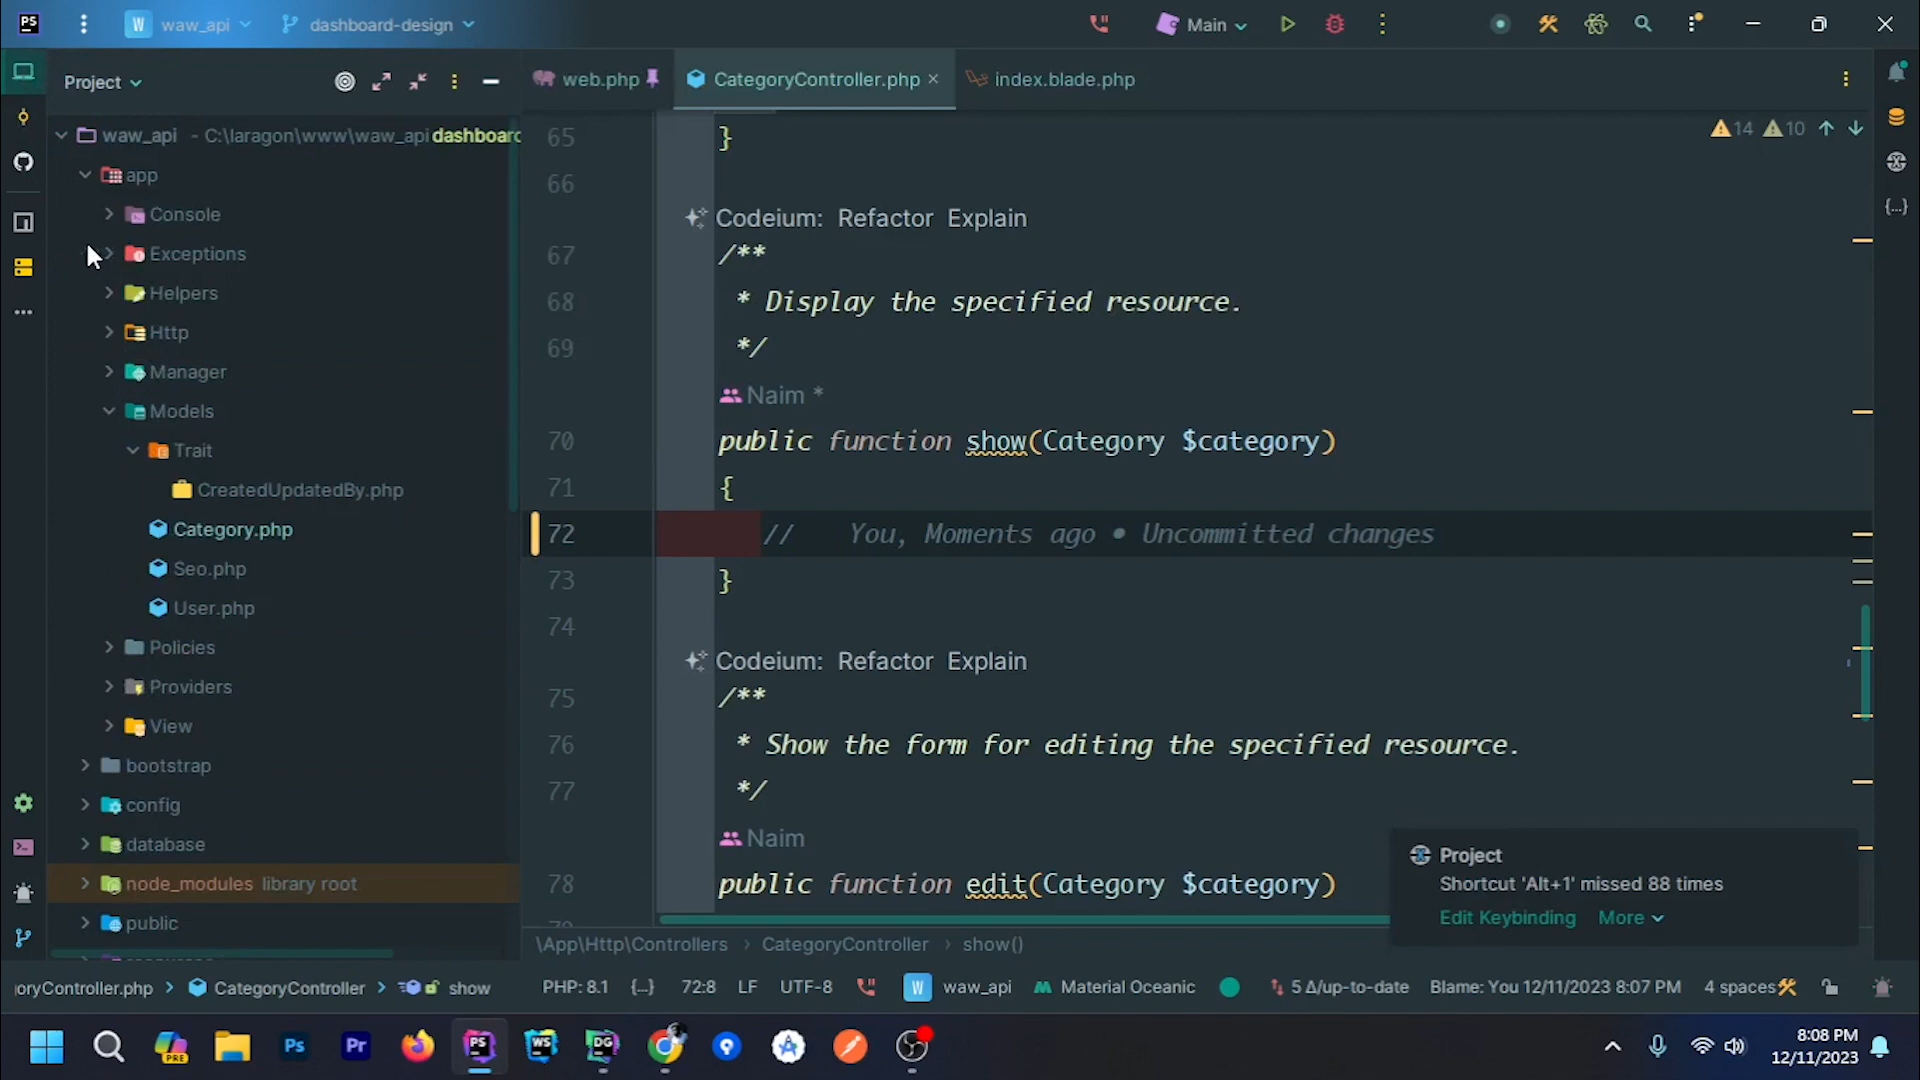 PS
W waw_api
dashboard-design
Main
Project
web.php
CategoryController.php
index.blade.php
waw_api - C:\laragon\www\waw_api dashboard
app
Console
Exceptions
Helpers
Http
Manager
Models
Trait
CreatedUpdatedBy.php
Category.php
Seo.php
User.php
Policies
Providers
View
bootstrap
config
database
node_modules library root
public
14 10
65 }
66
Codeium: Refactor Explain
67 /**
68 * Display the specified resource.
69 */
Naim *
70 public function show(Category $category)
71 {
72 // You, Moments ago • Uncommitted changes
73 }
74
Codeium: Refactor Explain
75 /**
76 * Show the form for editing the specified resource.
77 */
Naim
78 public function edit(Category $category)
Project
Shortcut 'Alt+1' missed 88 times
Edit Keybinding More
\App\Http\Controllers › CategoryController › show()
oryController.php › CategoryController › show
PHP: 8.1 {...} 72:8 LF UTF-8 W waw_api Material Oceanic 5 Δ/up-to-date Blame: You 12/11/2023 8:07 PM 4 spaces
PRE Ps Pr PS WS DG
8:08 PM
12/11/2023